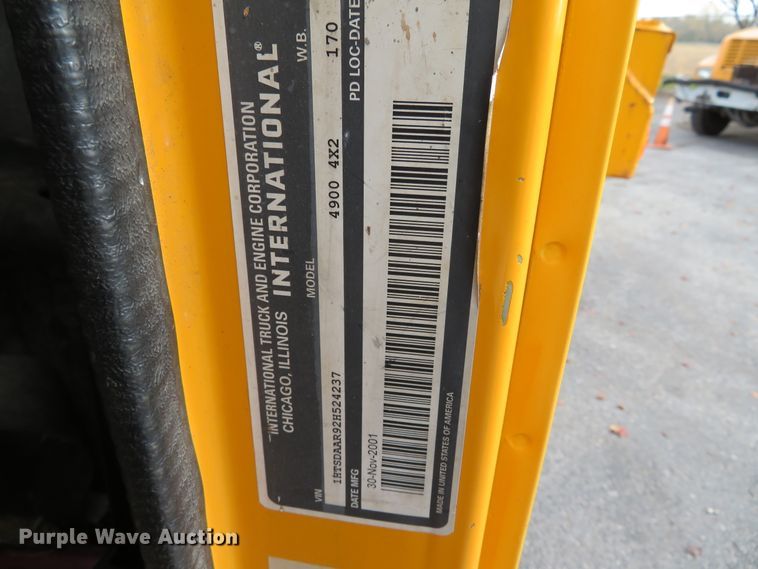 INTERNATIONAL TRUCK AND ENGINE CORPORATION
CHICAGO, ILLINOIS INTERNATIONAL®
MODEL W.B.
4900 4X2 170
VIN PD LOC-DATE
1HTSDAAR92H524237
DATE MFG
30-Nov-2001
MADE IN UNITED STATES OF AMERICA
Purple Wave Auction®